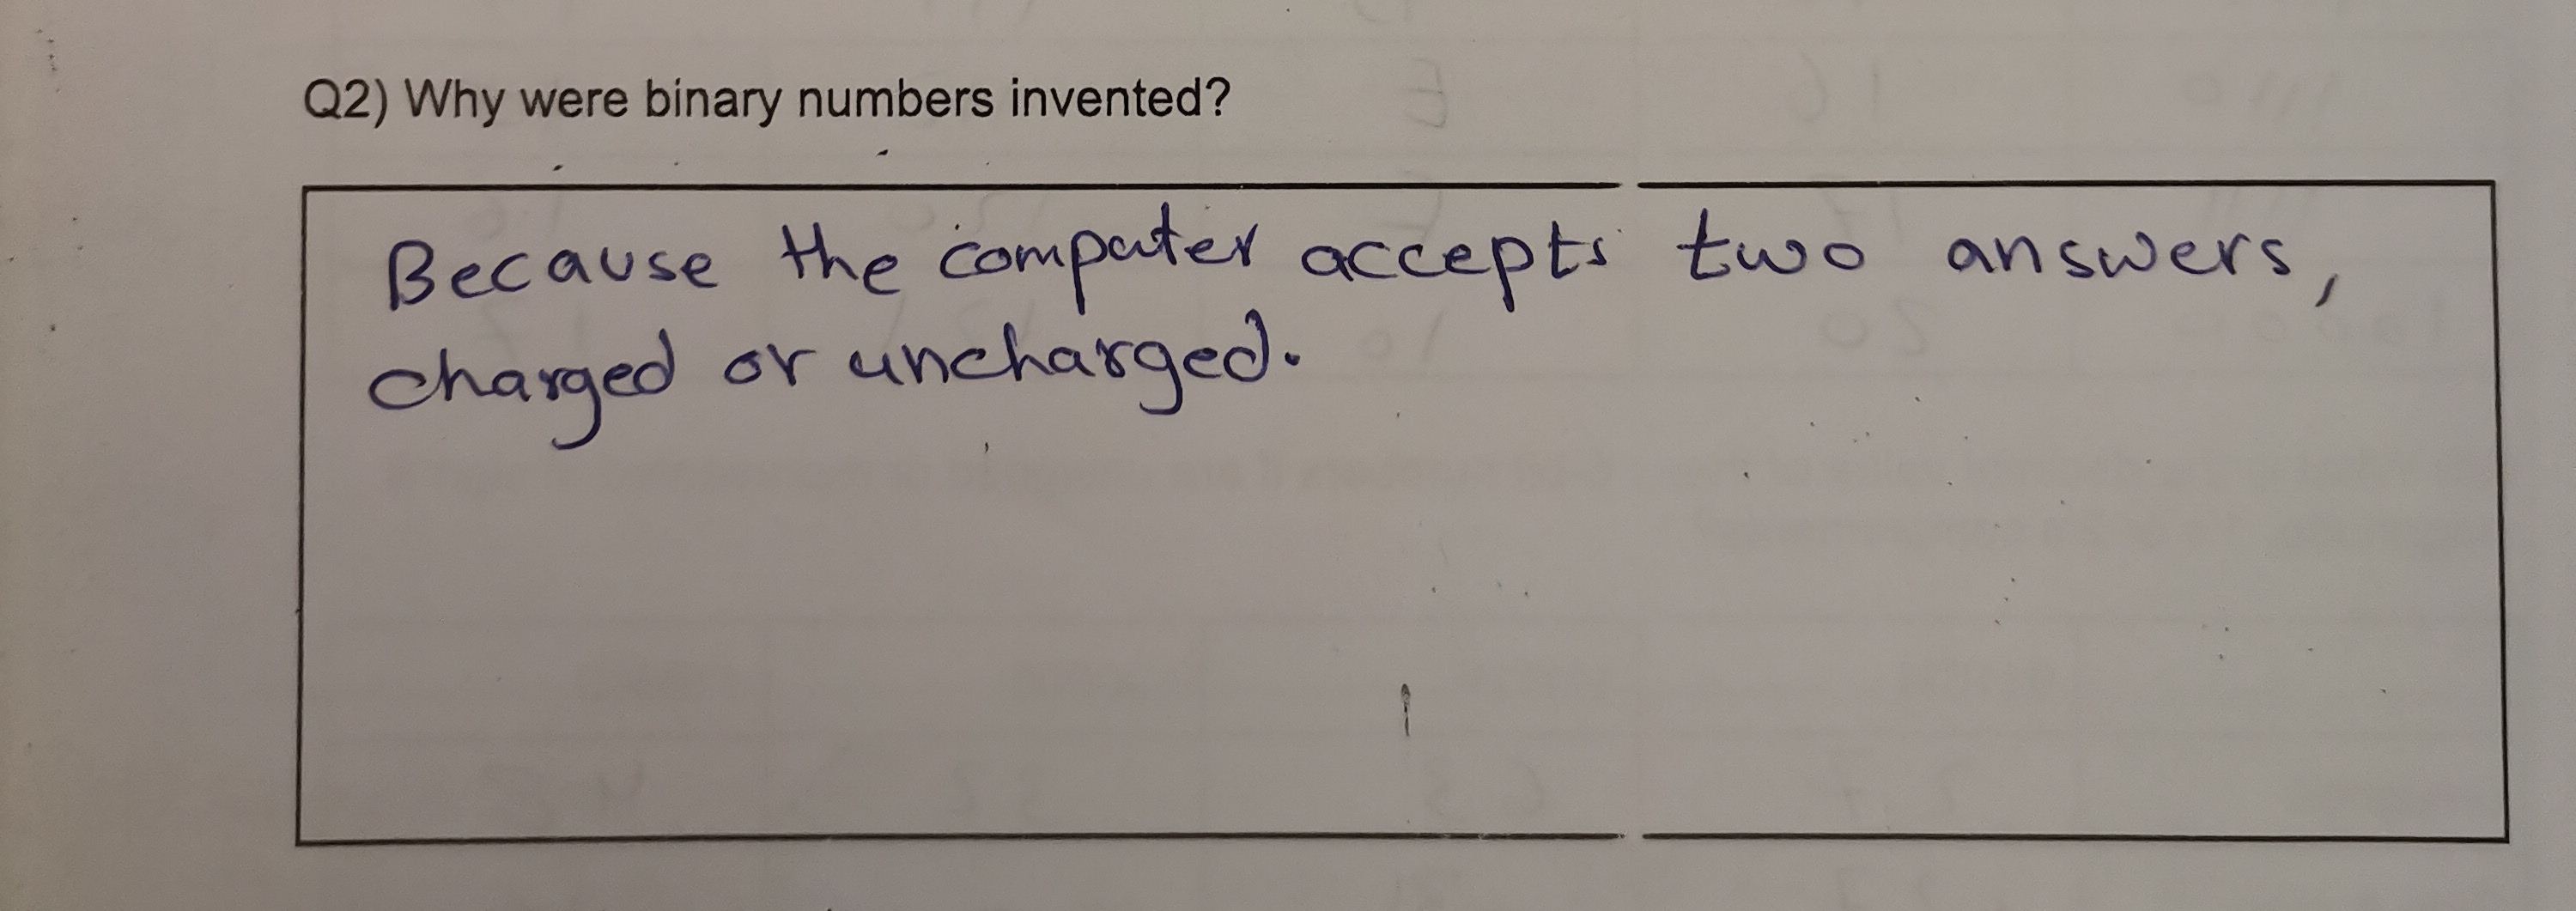 Q2) Why were binary numbers invented?
Because the computer accepts two answers,
charged or uncharged.